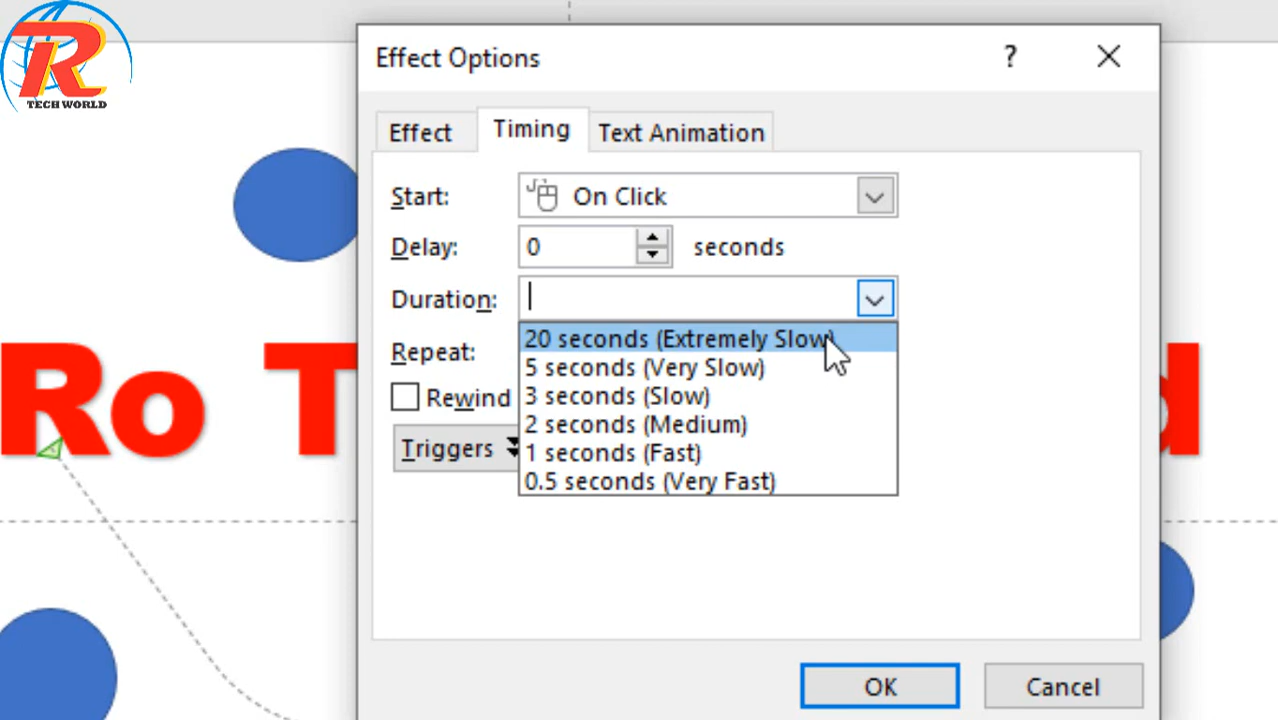 TR
TECH WORLD
Effect Options
?
Effect Timing Text Animation
Start: On Click
Delay: 0 seconds
Duration:
20 seconds (Extremely Slow)
Repeat:
5 seconds (Very Slow)
3 seconds (Slow)
Rewind
2 seconds (Medium)
Triggers
1 seconds (Fast)
0.5 seconds (Very Fast)
Ro T d
OK Cancel